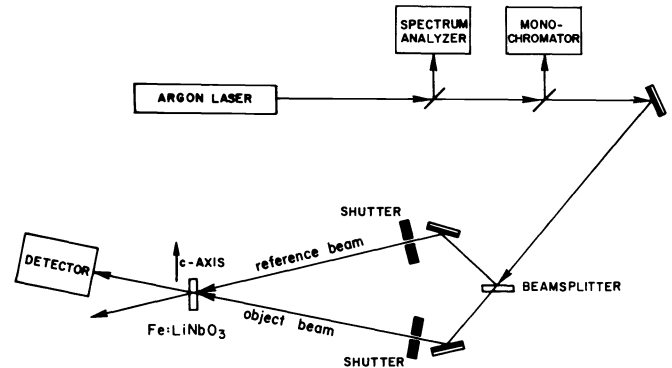 SPECTRUM
ANALYZER
MONO-
CHROMATOR
ARGON LASER
SHUTTER
reference beam
c-AXIS
DETECTOR
BEAMSPLITTER
Fe:LiNbO3
object beam
SHUTTER